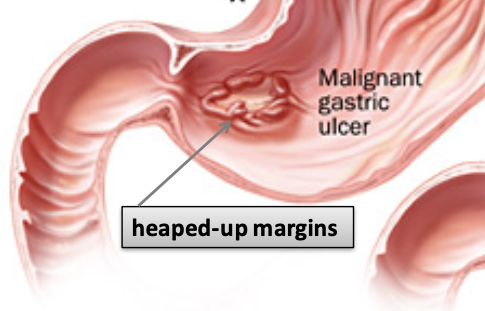 Malignant
gastric
ulcer
heaped-up margins